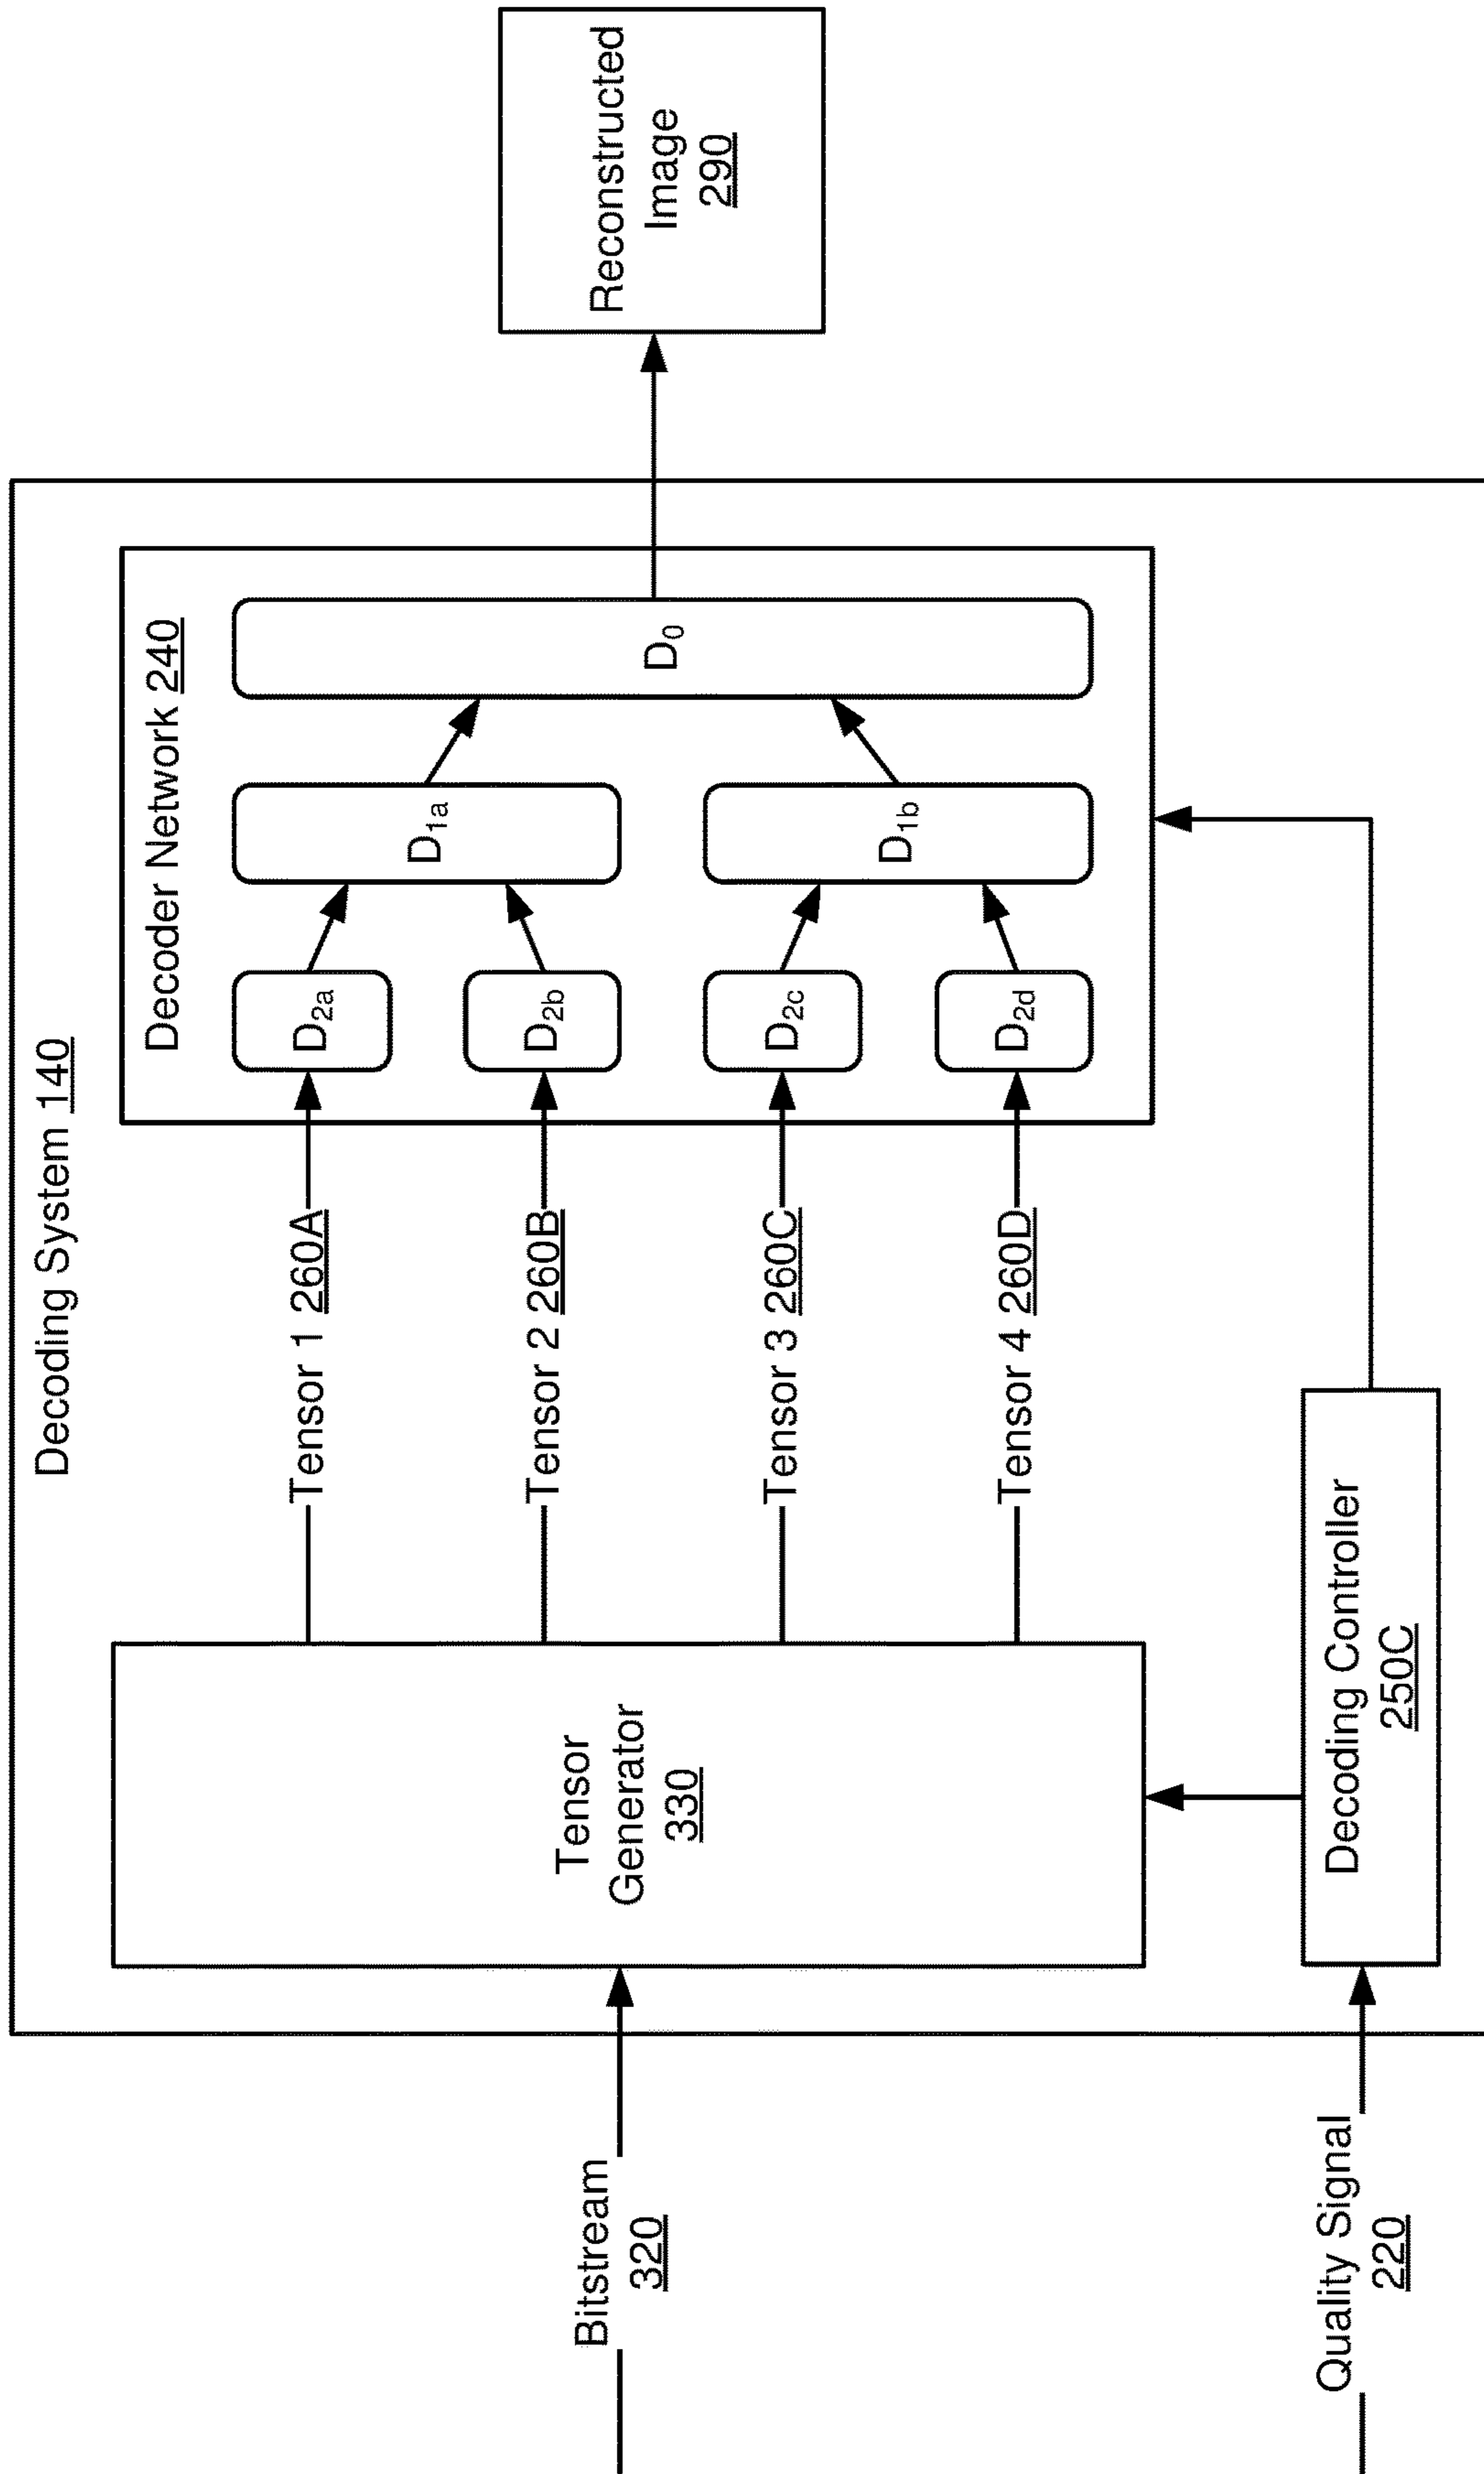 Decoding System 140
Bitstream
320
Quality Signal
220
Tensor
Generator
330
Decoding Controller
250C
Tensor 1 260A
Tensor 2 260B
Tensor 3 260C
Tensor 4 260D
Decoder Network 240
D2a
D2b
D2c
D2d
D1a
D1b
D0
Reconstructed
Image
290